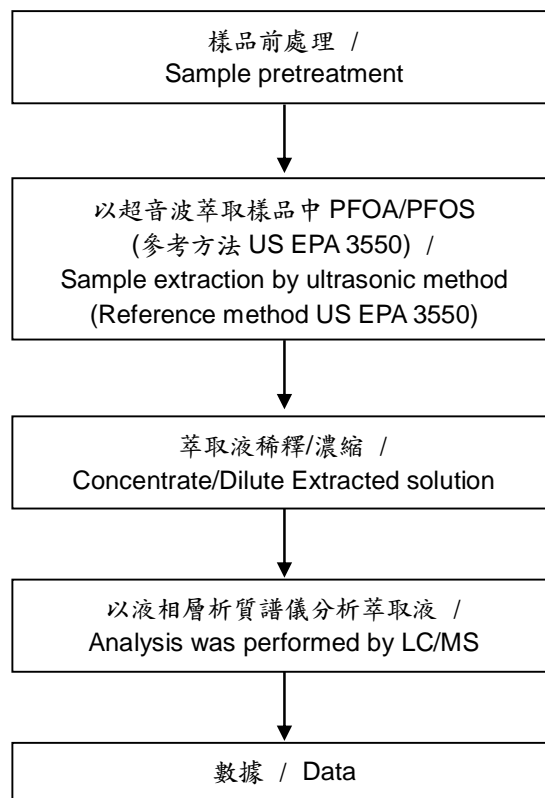 樣品前處理 /
Sample pretreatment
以超音波萃取樣品中 PFOA/PFOS
(參考方法 US EPA 3550) /
Sample extraction by ultrasonic method
(Reference method US EPA 3550)
萃取液稀釋/濃縮 /
Concentrate/Dilute Extracted solution
以液相層析質譜儀分析萃取液 /
Analysis was performed by LC/MS
數據 / Data